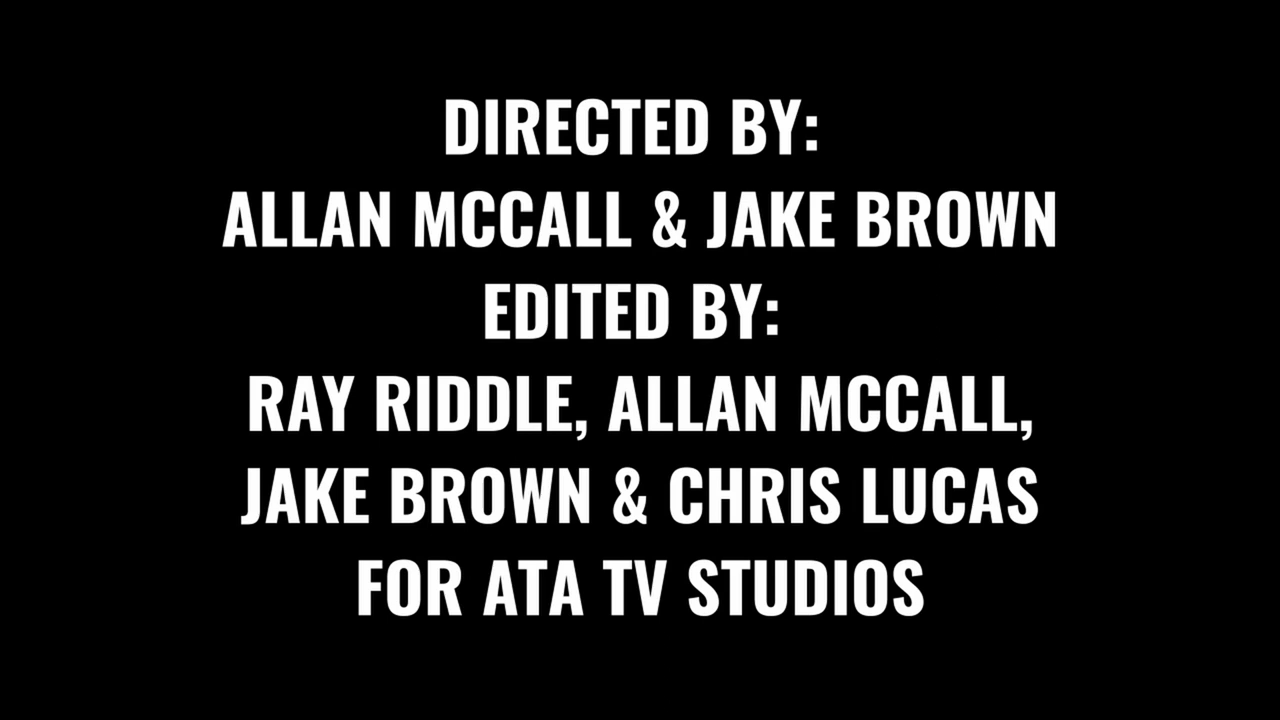 DIRECTED BY:
ALLAN MCCALL & JAKE BROWN
EDITED BY:
RAY RIDDLE, ALLAN MCCALL,
JAKE BROWN & CHRIS LUCAS
FOR ATA TV STUDIOS